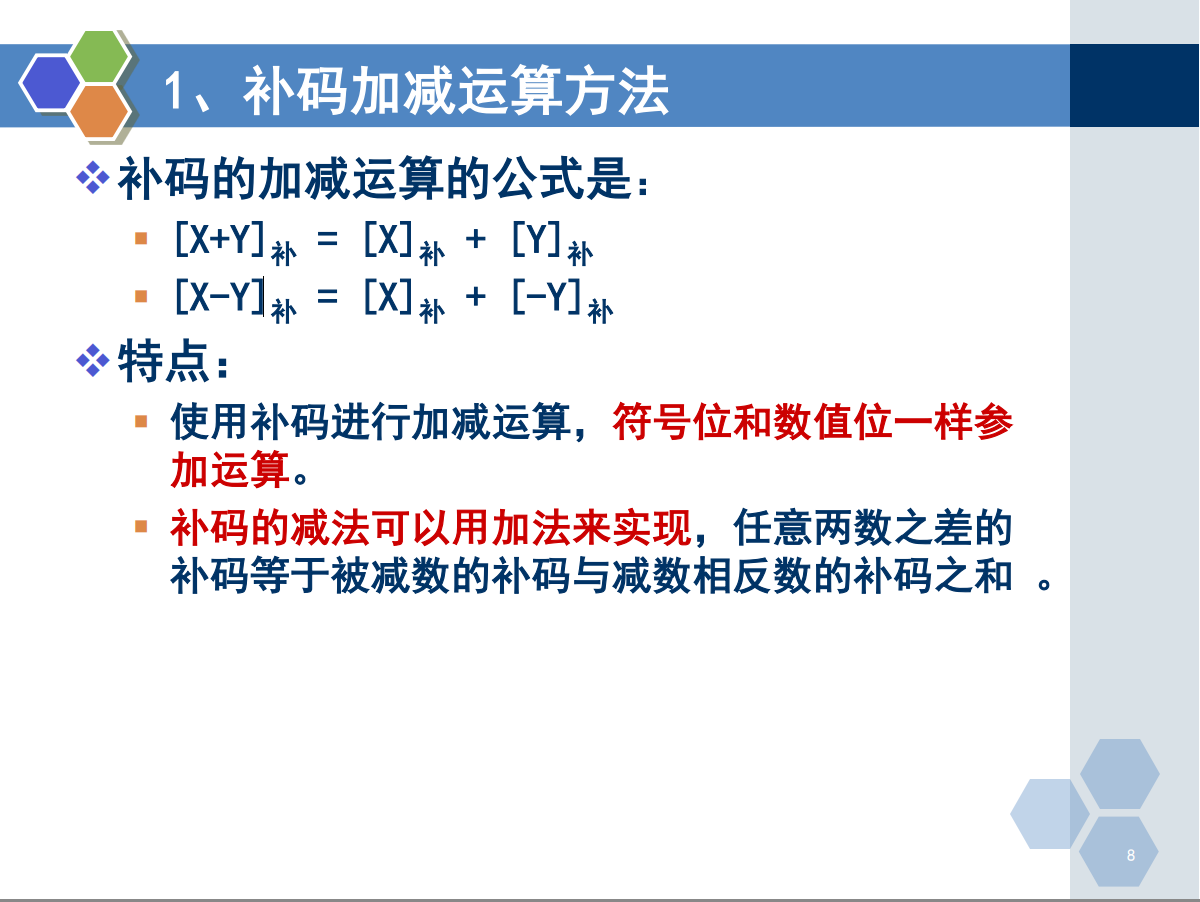 1、补码加减运算方法
补码的加减运算的公式是：
[X+Y]补 = [X]补 + [Y]补
[X-Y]补 = [X]补 + [-Y]补
特点：
使用补码进行加减运算，符号位和数值位一样参
加运算。
补码的减法可以用加法来实现，任意两数之差的
补码等于被减数的补码与减数相反数的补码之和 。
8